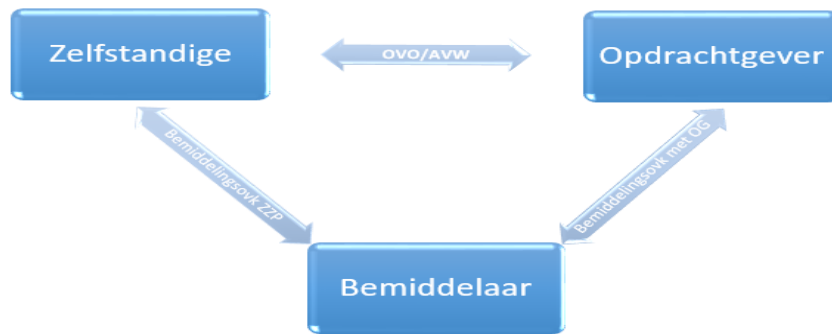 Zelfstandige
OVO/AVW
Opdrachtgever
Bemiddelingsovk ZZP
Bemiddelingsovk met OG
Bemiddelaar